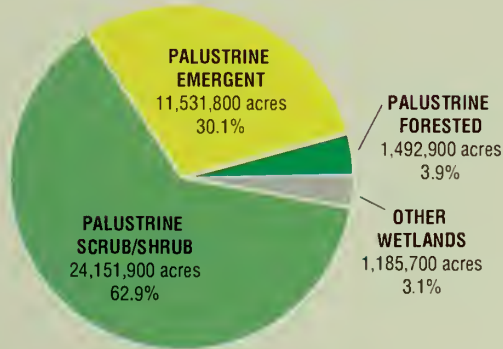 PALUSTRINE
EMERGENT
11,531,800 acres
30.1%
PALUSTRINE
FORESTED
1,492,900 acres
3.9%
OTHER
WETLANDS
1,185,700 acres
3.1%
PALUSTRINE
SCRUB/SHRUB
24,151,900 acres
62.9%